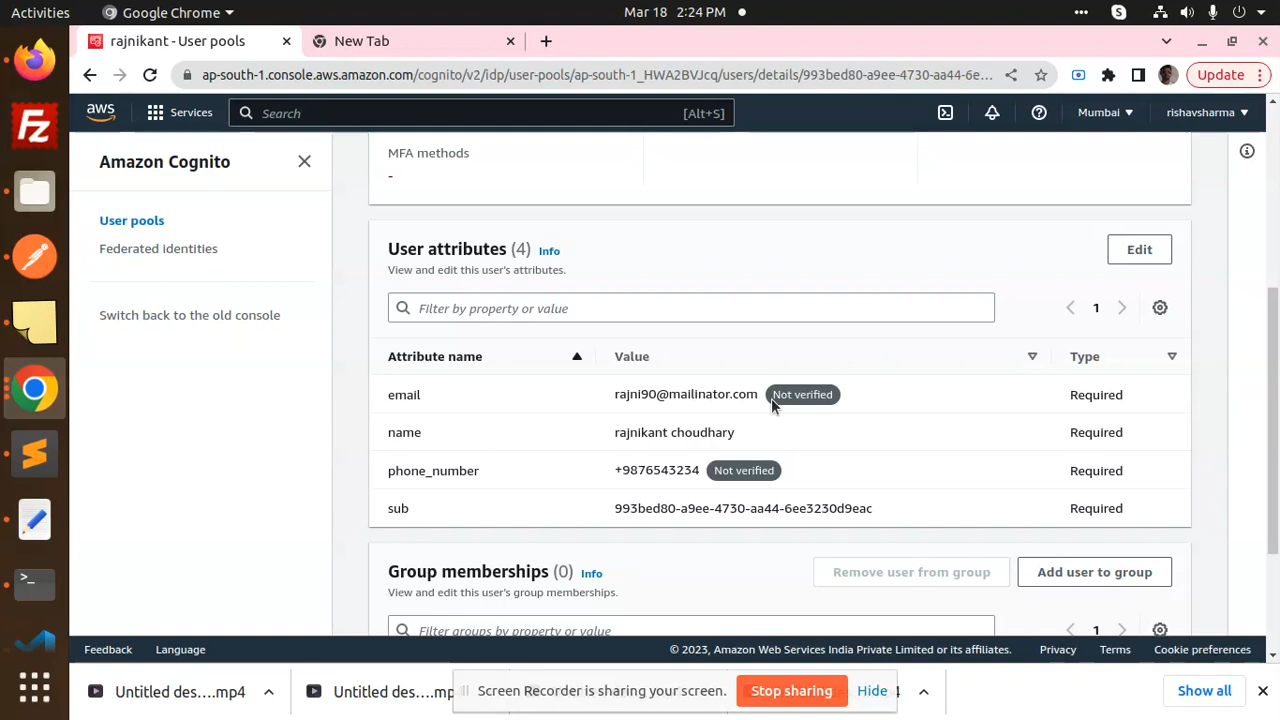 Activities Google Chrome Mar 18 2:24 PM
rajnikant - User pools New Tab
ap-south-1.console.aws.amazon.com/cognito/v2/idp/user-pools/ap-south-1_HWA2BVJcq/users/details/993bed80-a9ee-4730-aa44-6e... Update
aws Services Search [Alt+S] Mumbai rishavsharma
Amazon Cognito
User pools
Federated identities
Switch back to the old console
MFA methods
-
User attributes (4) Info Edit
View and edit this user's attributes.
Filter by property or value 1
Attribute name Value Type
email rajni90@mailinator.com Not verified Required
name rajnikant choudhary Required
phone_number +9876543234 Not verified Required
sub 993bed80-a9ee-4730-aa44-6ee3230d9eac Required
Group memberships (0) Info Remove user from group Add user to group
View and edit this user's group memberships.
Filter groups by property or value 1
Feedback Language © 2023, Amazon Web Services India Private Limited or its affiliates. Privacy Terms Cookie preferences
Untitled des....mp4 Untitled des....mp Screen Recorder is sharing your screen. Stop sharing Hide 4 Show all